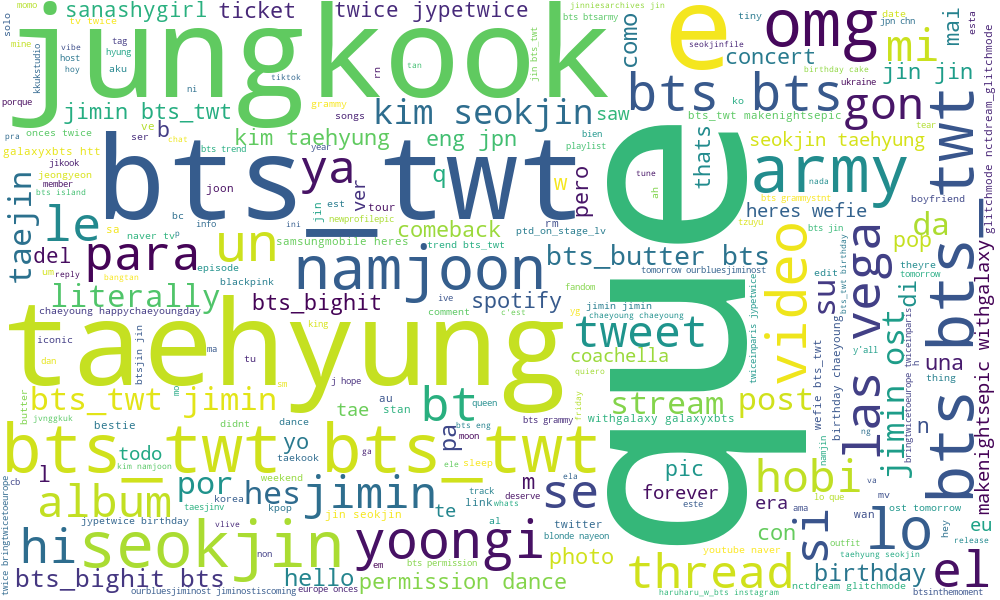 sanashygirl ticket twice jypetwice
momo
tv twice
solo
mine
jungkook
e
omg
como
tiny
date
jpn chn
mai
esta
jinniesarchives jin
bts btsarmy
seokjinfile
concert
mi
jin jin
vibe
host
hoy
tag
hyung
aku
kkukstudio
ni
tiktok
rn
tan
jin bts_twt
birthday cake
ukraine
bts bts
gon
porque
jimin bts_twt
grammy
songs
kim seokjin
saw
ko
bts_twt makenightsepic
tear
pra
onces twice
ve
b
ser
chaz
kim taehyung
year
eng jpn
bien
playlist
thats
seokjin taehyung
galaxyxbts htt
jikook
jeongyeon
member
bts island
bts trend
bts_twt
ya
joon
q
w
pero
tune
ah
army
nada
bts grammystnt
boyfriend
bts_twt bts_twt
glitchmode nctdream_glitchmode
taejin
le
sa
bc
info
jin
est
ini
ver
tour
newprofilepic
comeback
rm
ptd_on_stage_lv
que
heres wefie
tzuyu
bts jin
da
pop
del
para
naver tv
p
un
samsungmobile heres
trend bts_twt
bts_butter bts
tomorrow ourbluesjiminost
video
las vega
theyre
tomorrow
um
reply
bangtan
episode
blackpink
namjoon
literally
bts_bighit
ive
spotify
fandom
edit
su
di
bts_twt birthday
makenightsepic withgalaxy
chaeyoung happychaeyoungday
king
comment
c'est
yg
jimin jimin
chaeyoung chaeyoung
tweet
twiceinparis jypetwice
iconic
btsjin jin
ma
taehyung
tu
coachella
y'all
jimin ost
una
thing
h
dan
sm
j hope
quiero
bts_twt jimin
mo
tae
au
stan
bt
queen
friday
stream
post
wefie bts_twt
birthday chaeyoung
bringtwicetoeurope twiceinparis
butter
jvnggkuk
bestie
didnt
dance
bts eng
bts grammy
withgalaxy galaxyxbts
n
bts_twt bts_twt
todo
kim namjoon
yo
taekook
ga
pa
moon
ele
sleep
ela
pic
namjin
ng
cb
l
album
por
taesjinv
weekend
korea
hes
jimin
m
deserve
track
link
whats
se
forever
este
era
hobi
lo que
va
mv
twice bringtwicetoeurope
jypetwice birthday
vlive
kpop
jin seokjin
te
al
twitter
blonde nayeon
con
ama
si
wan
lo
ost tomorrow
hey
eu
release
hi
seokjin
non
em
yoongi
bts permission
photo
youtube naver
outfit
taehyung seokjin
bts_bighit bts
ourbluesjiminost jiminostiscoming
hello
europe onces
permission dance
thread
haruharu_w_bts instagram
birthday
nctdream glitchmode
el
btsinthemoment